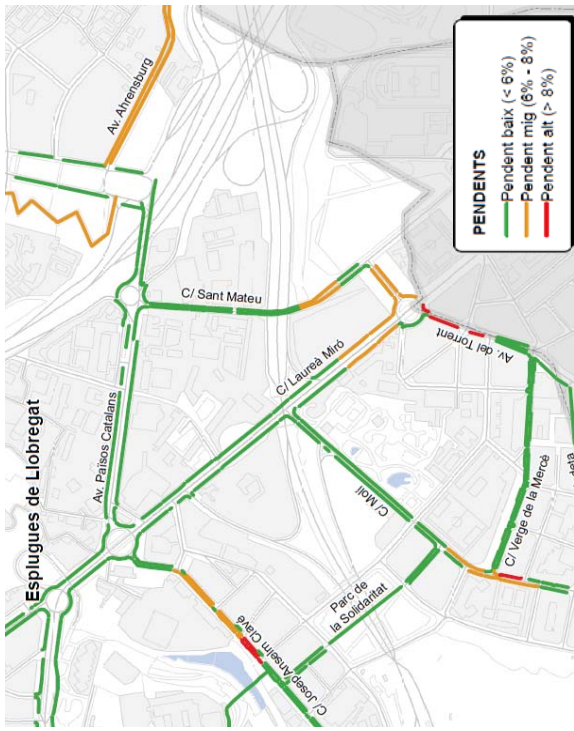 Esplugues de Llobregat
Av. Ahrensburg
Av. Països Catalans
C/ Sant Mateu
C/ Laureà Miró
Av. del Torrent
C/ Molí
C/ Verge de la Mercé
Parc de
la Solidaritat
C/ Josep Anselm Clavé
PENDENTS
Pendent baix (< 6%)
Pendent mig (6% - 8%)
Pendent alt (> 8%)